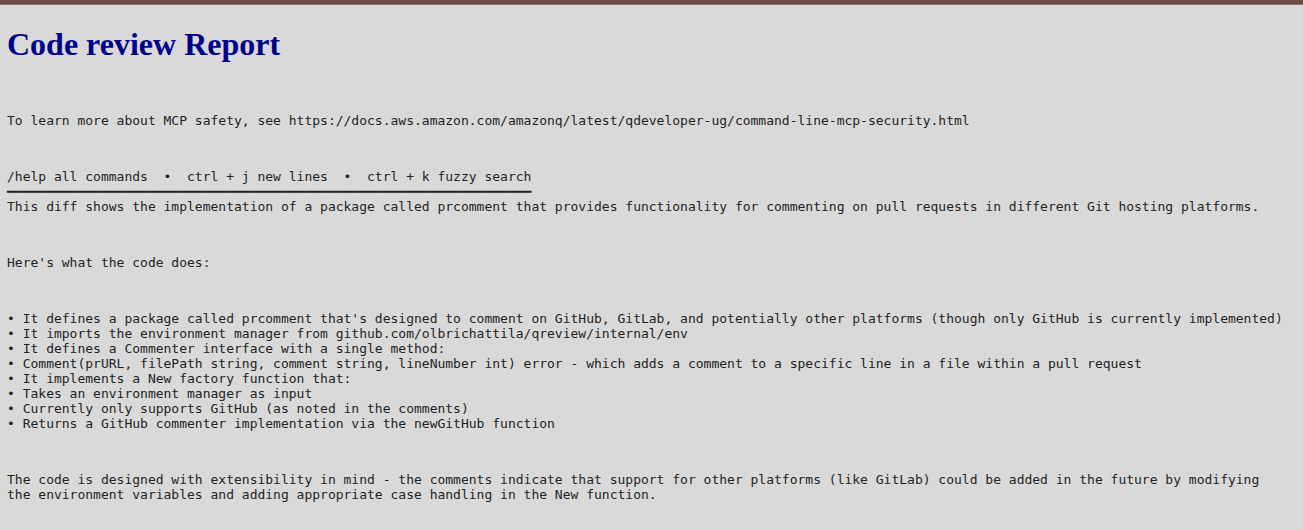 Code review Report
To learn more about MCP safety, see https://docs.aws.amazon.com/amazonq/latest/qdeveloper-ug/command-line-mcp-security.html
/help all commands  •  ctrl + j new lines  •  ctrl + k fuzzy search
This diff shows the implementation of a package called prcomment that provides functionality for commenting on pull requests in different Git hosting platforms.
Here's what the code does:
• It defines a package called prcomment that's designed to comment on GitHub, GitLab, and potentially other platforms (though only GitHub is currently implemented)
• It imports the environment manager from github.com/olbrichattila/qreview/internal/env
• It defines a Commenter interface with a single method:
• Comment(prURL, filePath string, comment string, lineNumber int) error - which adds a comment to a specific line in a file within a pull request
• It implements a New factory function that:
• Takes an environment manager as input
• Currently only supports GitHub (as noted in the comments)
• Returns a GitHub commenter implementation via the newGitHub function
The code is designed with extensibility in mind - the comments indicate that support for other platforms (like GitLab) could be added in the future by modifying
the environment variables and adding appropriate case handling in the New function.